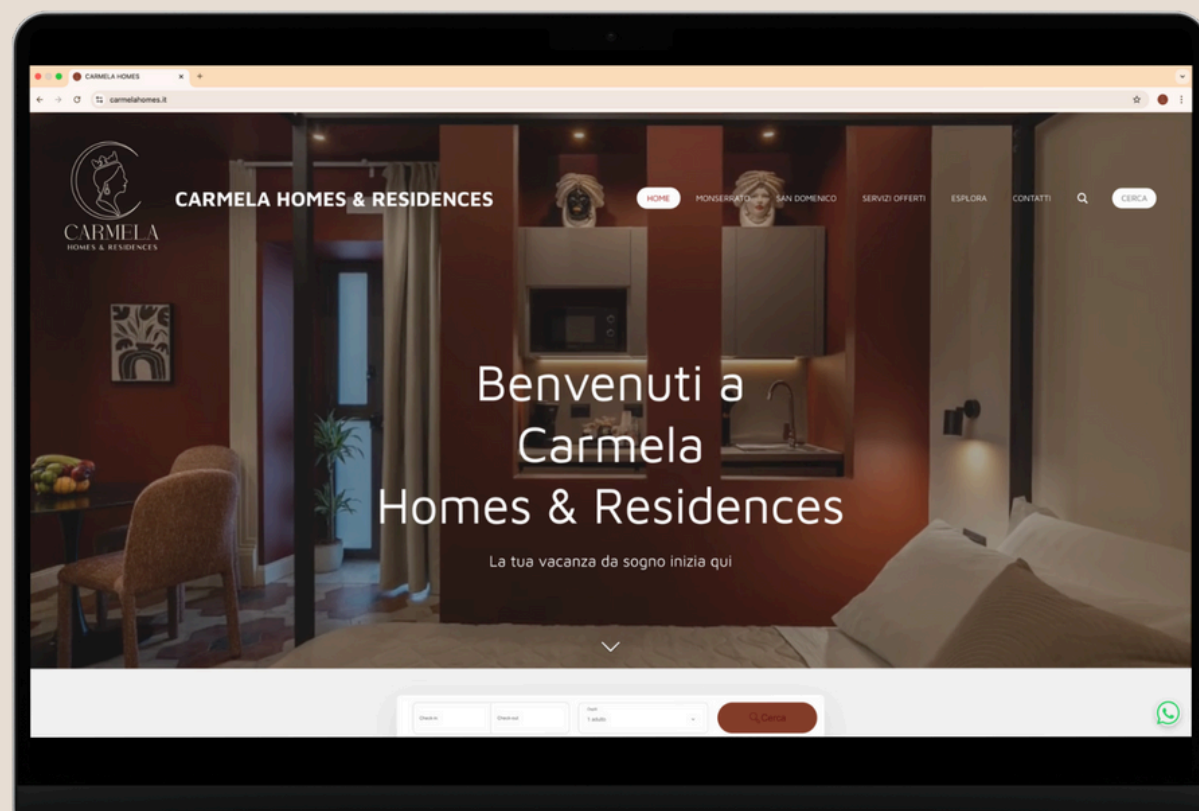 CARMELA HOMES
carmelahomes.it
CARMELA
HOMES & RESIDENCES
CARMELA HOMES & RESIDENCES
HOME
MONSERRATO
SAN DOMENICO
SERVIZI OFFERTI
ESPLORA
CONTATTI
CERCA
Benvenuti a
Carmela
Homes & Residences
La tua vacanza da sogno inizia qui
Check-in
Check-out
Ospiti
1 adulto
Cerca